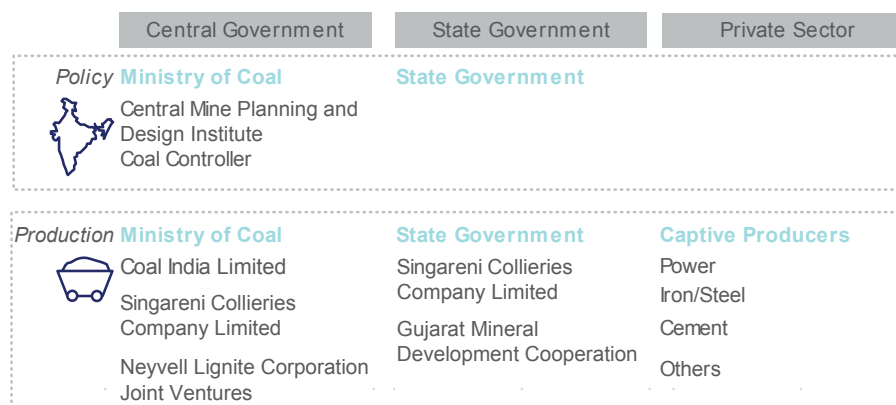 Central Government State Government Private Sector
Policy Ministry of Coal State Government
Central Mine Planning and
Design Institute
Coal Controller
Production Ministry of Coal State Government Captive Producers
Coal India Limited
Singareni Collieries
Company Limited
Neyvell Lignite Corporation
Joint Ventures
Singareni Collieries
Company Limited
Gujarat Mineral
Development Cooperation
Power
Iron/Steel
Cement
Others